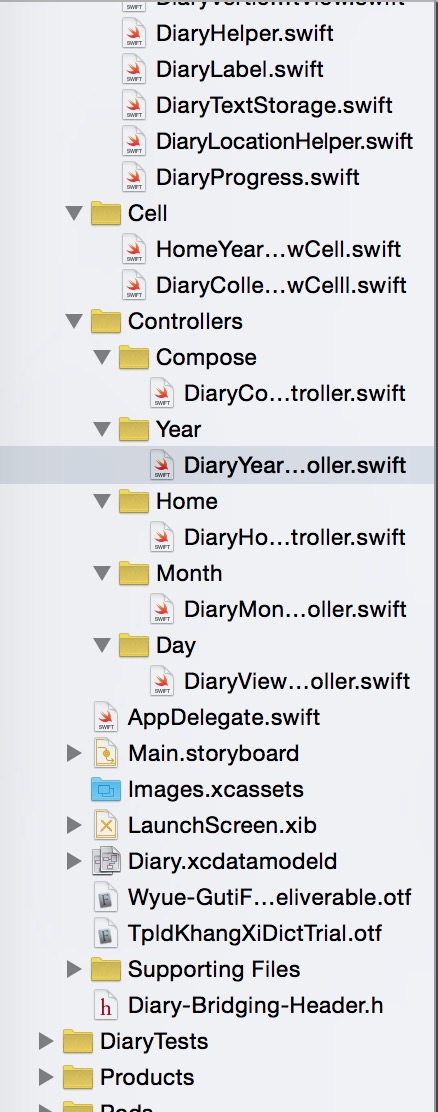 DiaryHelper.swift
DiaryLabel.swift
DiaryTextStorage.swift
DiaryLocationHelper.swift
DiaryProgress.swift
Cell
HomeYear...wCell.swift
DiaryColle...wCelll.swift
Controllers
Compose
DiaryCo...troller.swift
Year
DiaryYear...oller.swift
Home
DiaryHo...troller.swift
Month
DiaryMon...oller.swift
Day
DiaryView...oller.swift
AppDelegate.swift
Main.storyboard
Images.xcassets
LaunchScreen.xib
Diary.xcdatamodeld
Wyue-GutiF...eliverable.otf
TpldKhangXiDictTrial.otf
Supporting Files
Diary-Bridging-Header.h
DiaryTests
Products